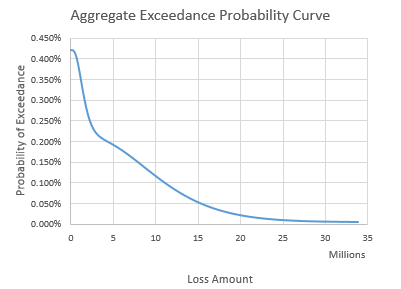 Aggregate Exceedance Probability Curve
Probability of Exceedance
0.450%
0.400%
0.350%
0.300%
0.250%
0.200%
0.150%
0.100%
0.050%
0.000%
0 5 10 15 20 25 30 35
Millions
Loss Amount